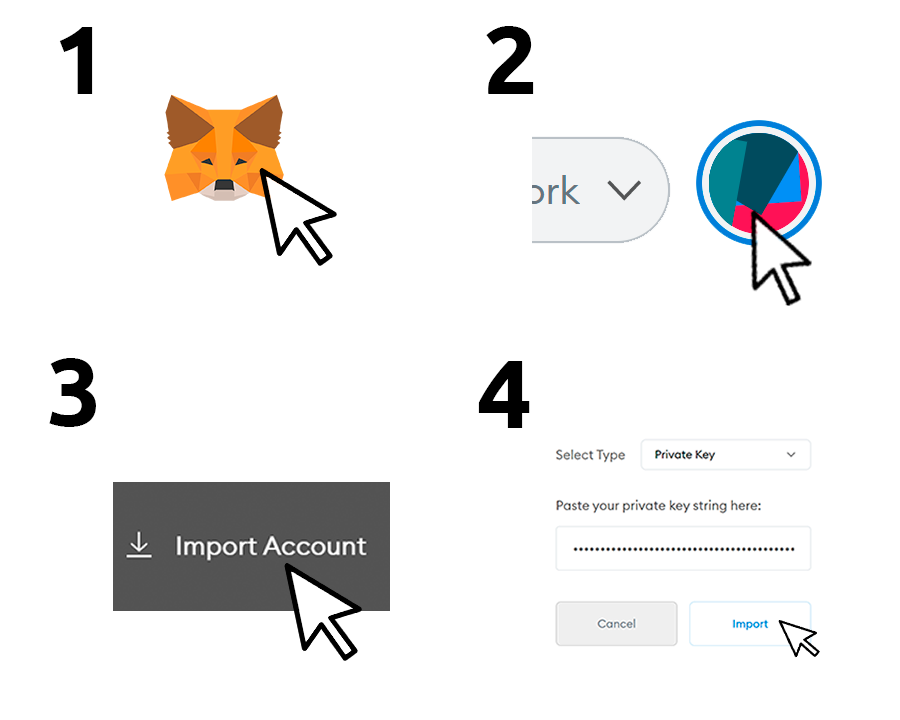 1
2
ork
3
Import Account
4
Select Type
Private Key
Paste your private key string here:
Cancel
Import